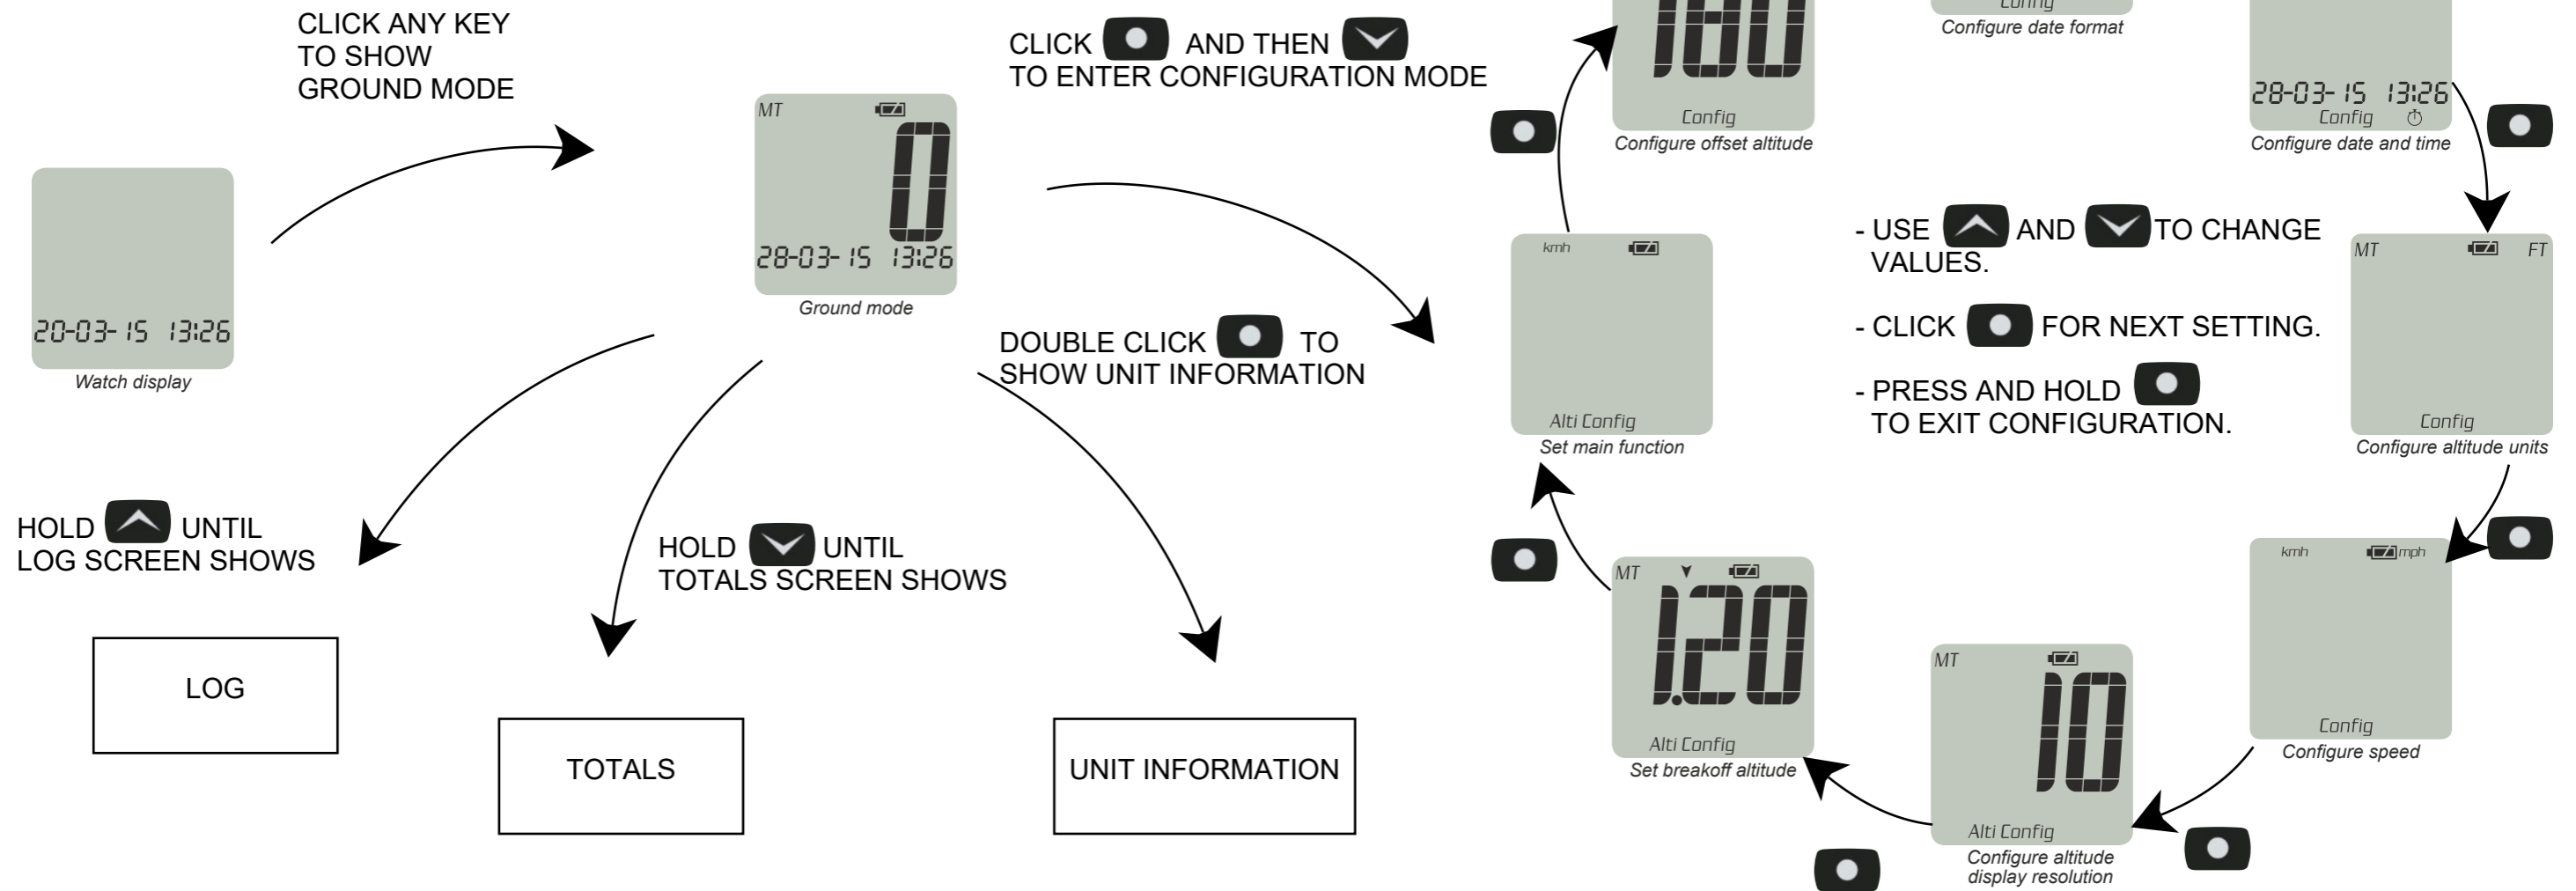 CLICK ANY KEY
TO SHOW
GROUND MODE
20-03-15 13:26
Watch display
MT
0
28-03-15 13:26
Ground mode
CLICK AND THEN
TO ENTER CONFIGURATION MODE
DOUBLE CLICK TO
SHOW UNIT INFORMATION
HOLD UNTIL
LOG SCREEN SHOWS
HOLD UNTIL
TOTALS SCREEN SHOWS
LOG
TOTALS
UNIT INFORMATION
180
Config
Configure offset altitude
Config
Configure date format
28-03-15 13:26
Config
Configure date and time
- USE AND TO CHANGE
VALUES.
- CLICK FOR NEXT SETTING.
- PRESS AND HOLD
TO EXIT CONFIGURATION.
kmh
Alti Config
Set main function
MT FT
Config
Configure altitude units
kmh mph
Config
Configure speed
MT
10
Alti Config
Configure altitude
display resolution
MT
1.20
Alti Config
Set breakoff altitude